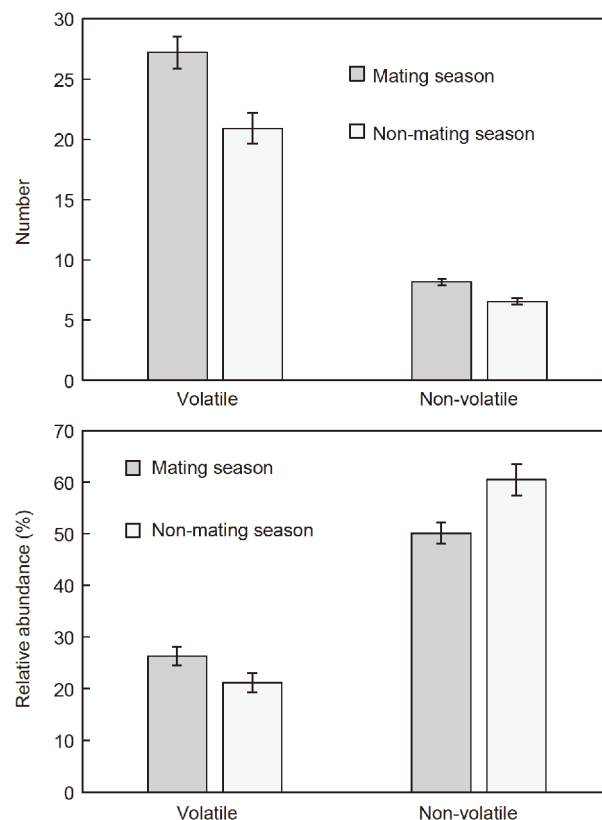 30
25
20
15
10
5
0
Number
Mating season
Non-mating season
Volatile Non-volatile
70
60
50
40
30
20
10
0
Relative abundance (%)
Mating season
Non-mating season
Volatile Non-volatile